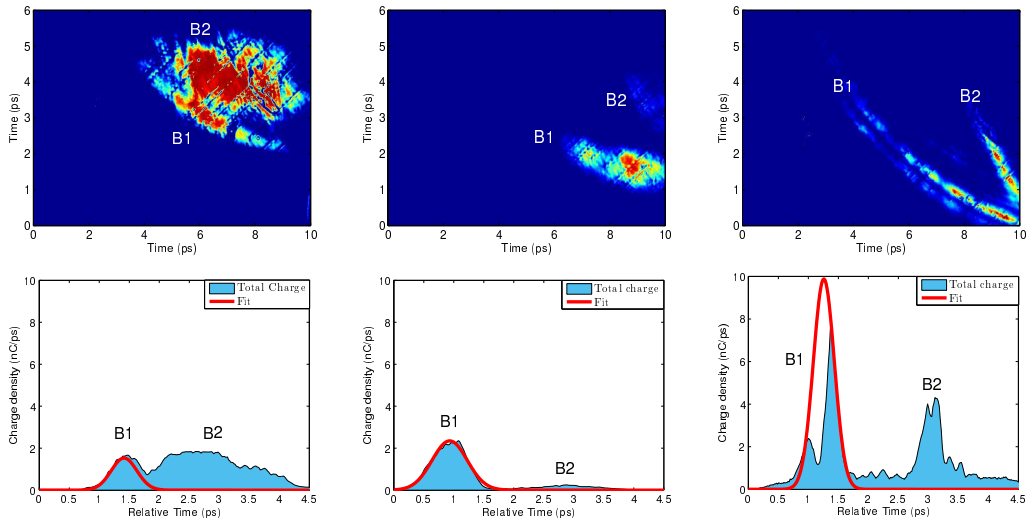 6
5
4
3
2
1
0
Time (ps)
B2
B1
0 2 4 6 8 10
Time (ps)
6
5
4
3
2
1
0
Time (ps)
B1
B2
0 2 4 6 8 10
Time (ps)
6
5
4
3
2
1
0
Time (ps)
B1
B2
0 2 4 6 8 10
Time (ps)
10
8
6
4
2
0
Charge density (nC/ps)
Total Charge
Fit
B1 B2
0 0.5 1 1.5 2 2.5 3 3.5 4 4.5
Relative Time (ps)
10
8
6
4
2
0
Charge density (nC/ps)
Total charge
Fit
B1
B2
0 0.5 1 1.5 2 2.5 3 3.5 4 4.5
Relative Time (ps)
10
8
6
4
2
0
Charge density (nC/ps)
Total charge
Fit
B1
B2
0 0.5 1 1.5 2 2.5 3 3.5 4 4.5
Relative Time (ps)